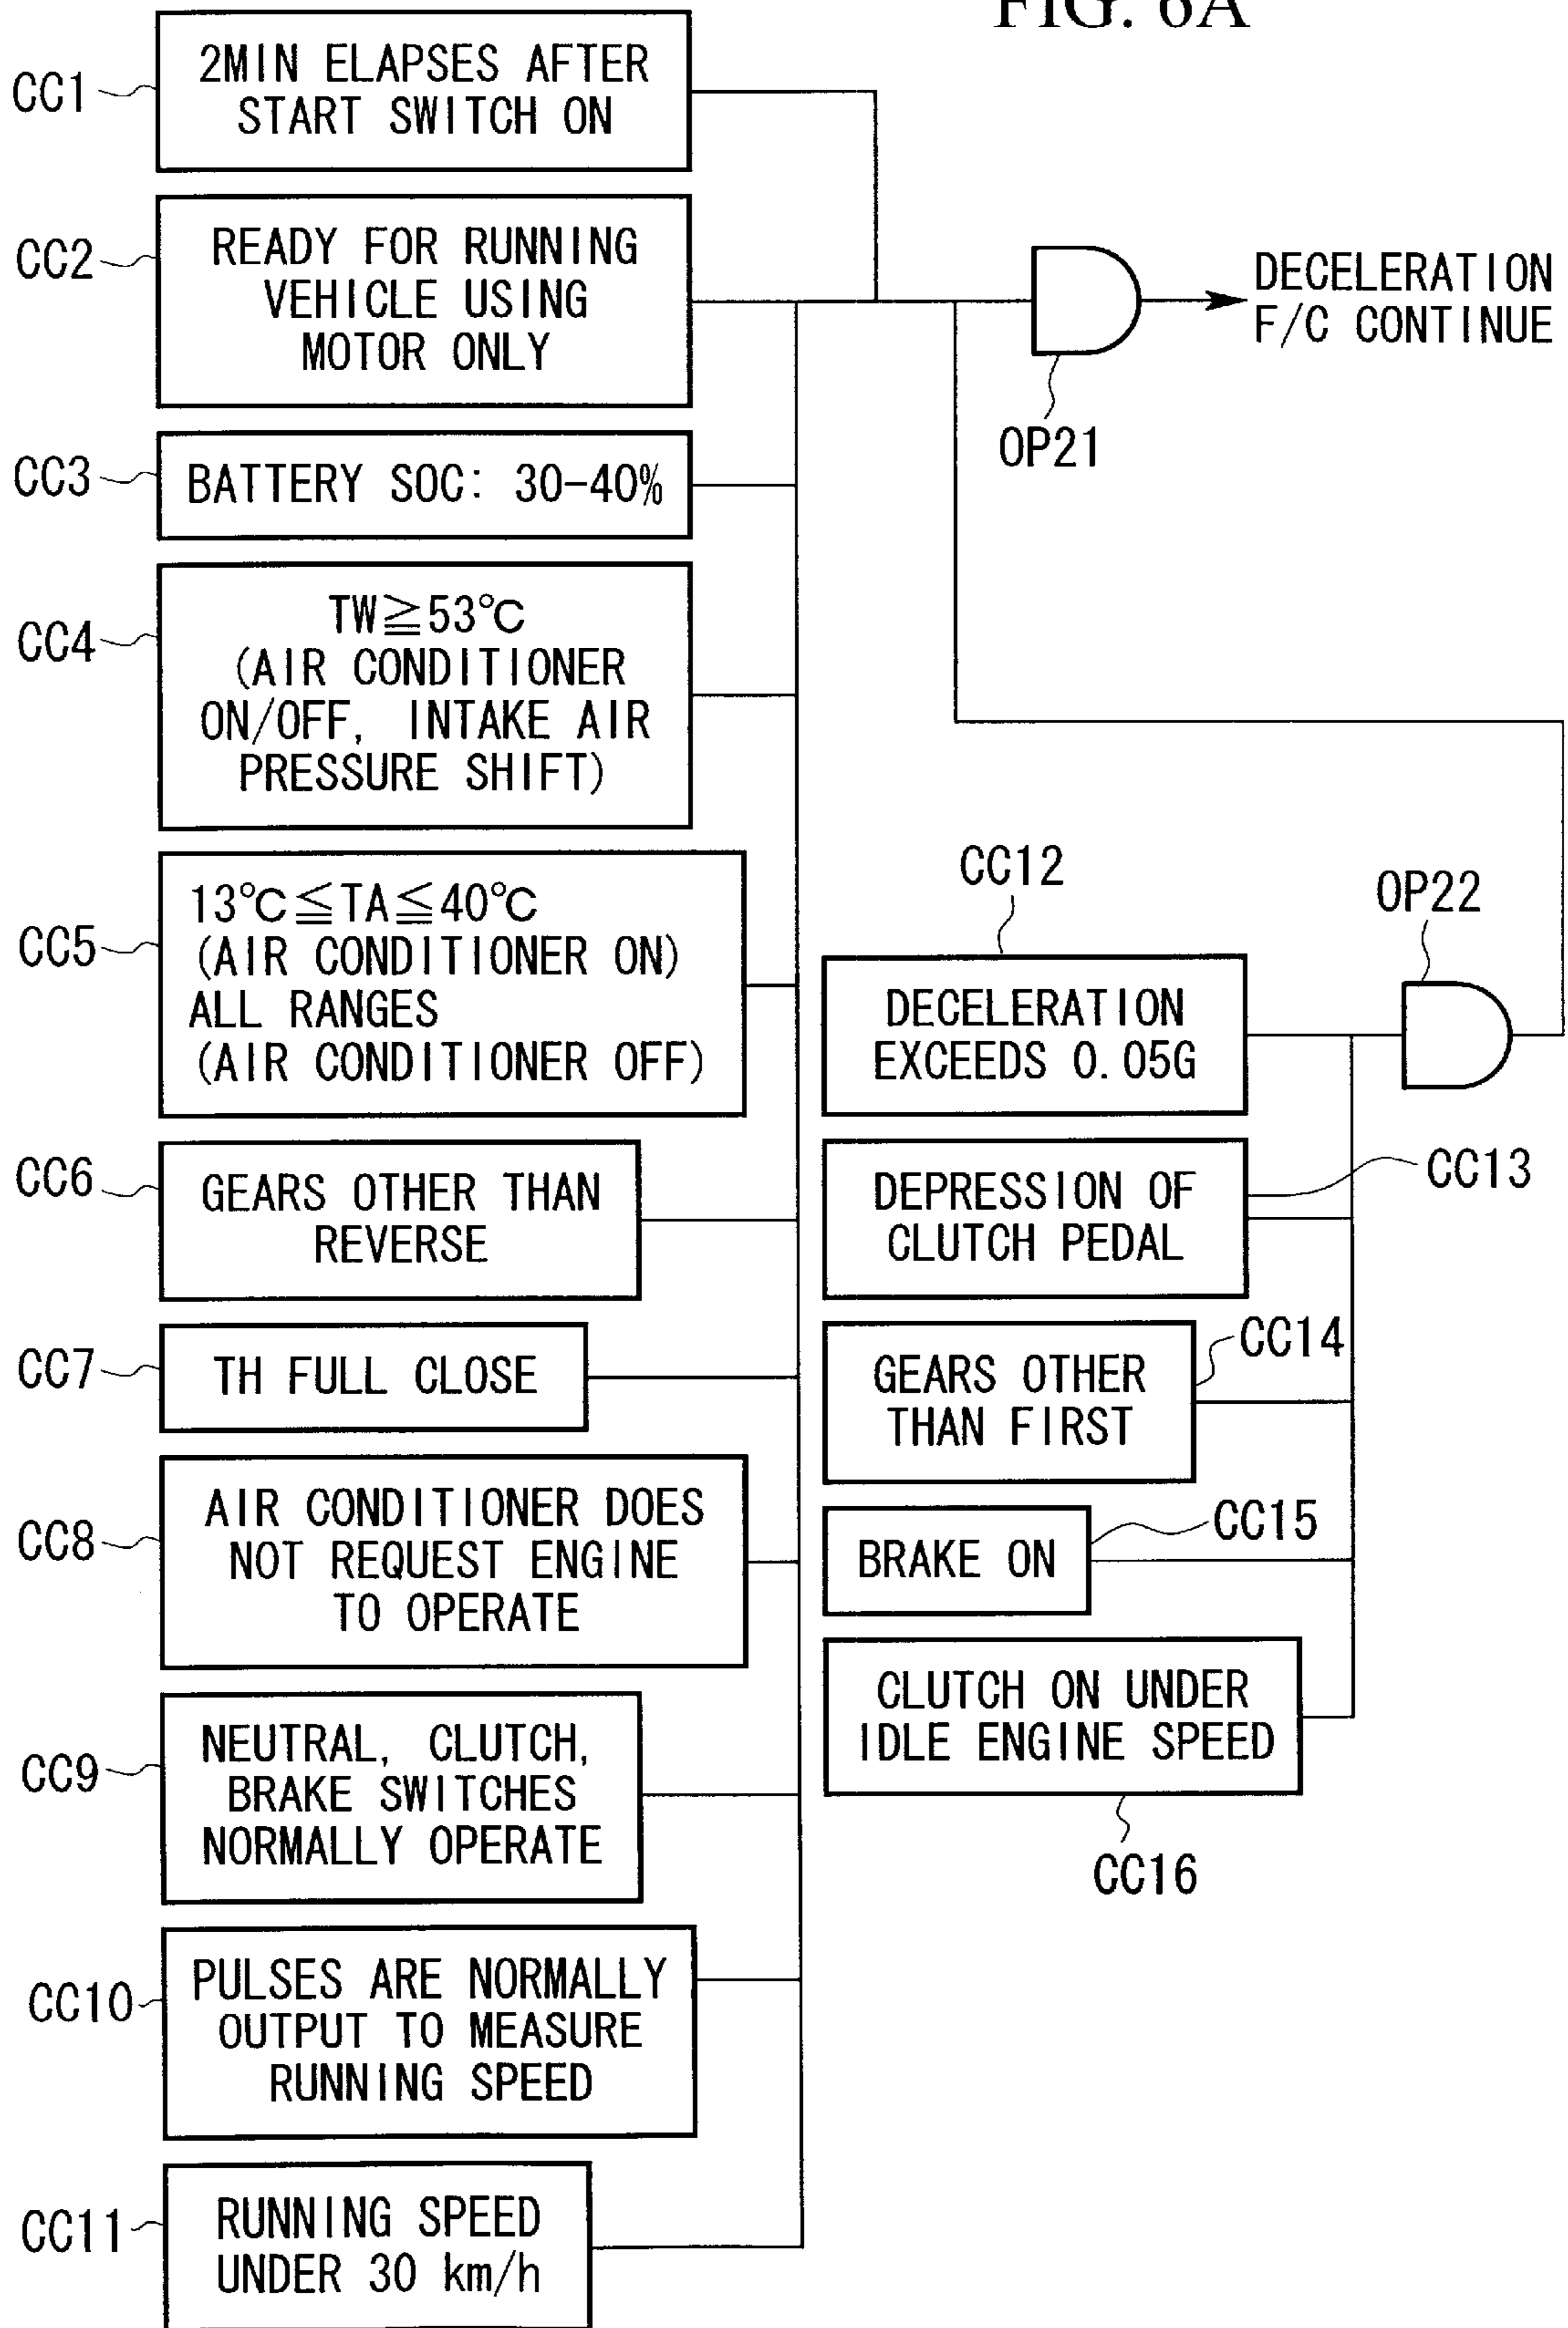 FIG. 6A
CC1
2MIN ELAPSES AFTER
START SWITCH ON
CC2
READY FOR RUNNING
VEHICLE USING
MOTOR ONLY
DECELERATION
F/C CONTINUE
OP21
CC3
BATTERY SOC: 30-40%
CC4
TW≧53℃
(AIR CONDITIONER
ON/OFF, INTAKE AIR
PRESSURE SHIFT)
CC5
13℃≦TA≦40℃
(AIR CONDITIONER ON)
ALL RANGES
(AIR CONDITIONER OFF)
CC6
GEARS OTHER THAN
REVERSE
CC7
TH FULL CLOSE
CC8
AIR CONDITIONER DOES
NOT REQUEST ENGINE
TO OPERATE
CC9
NEUTRAL, CLUTCH,
BRAKE SWITCHES
NORMALLY OPERATE
CC10
PULSES ARE NORMALLY
OUTPUT TO MEASURE
RUNNING SPEED
CC11
RUNNING SPEED
UNDER 30 km/h
CC12
OP22
DECELERATION
EXCEEDS 0.05G
CC13
DEPRESSION OF
CLUTCH PEDAL
CC14
GEARS OTHER
THAN FIRST
CC15
BRAKE ON
CLUTCH ON UNDER
IDLE ENGINE SPEED
CC16